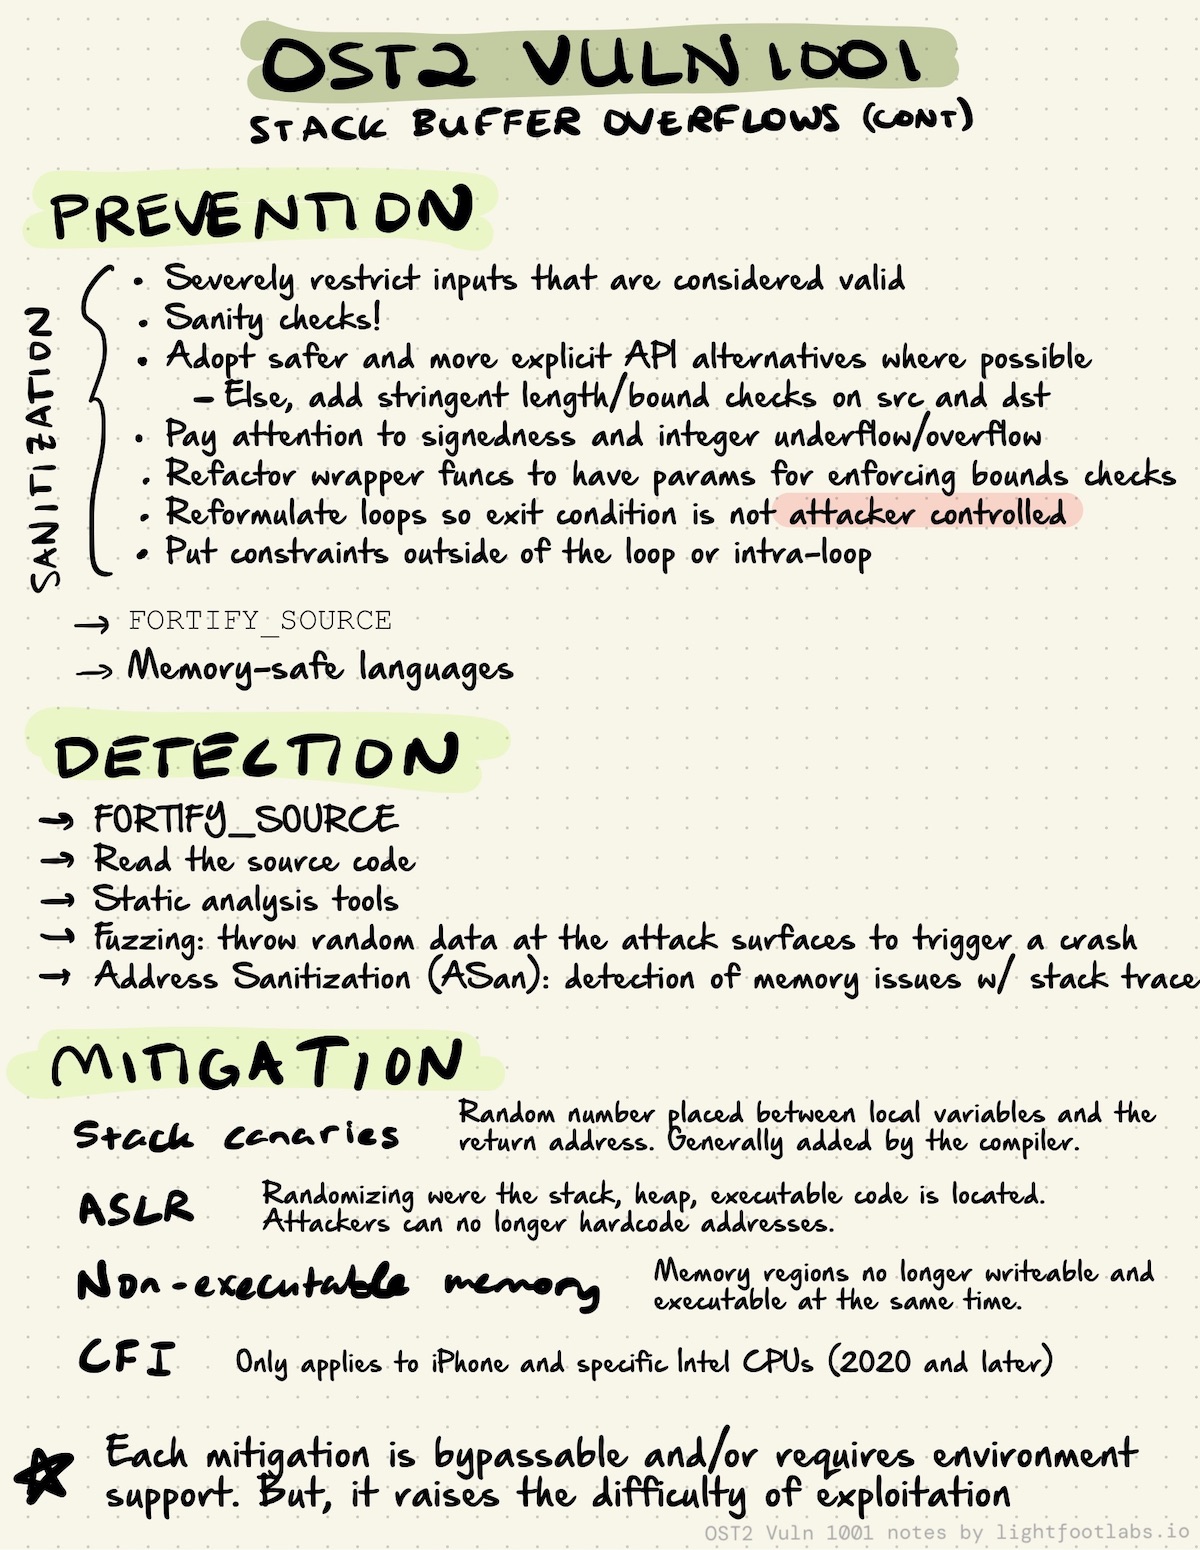 OST2 VULN 1001
STACK BUFFER OVERFLOWS (CONT)
PREVENTION
SANITIZATION
• Severely restrict inputs that are considered valid
• Sanity checks!
• Adopt safer and more explicit API alternatives where possible
– Else, add stringent length/bound checks on src and dst
• Pay attention to signedness and integer underflow/overflow
• Refactor wrapper funcs to have params for enforcing bounds checks
• Reformulate loops so exit condition is not attacker controlled
• Put constraints outside of the loop or intra-loop
→ FORTIFY_SOURCE
→ Memory-safe languages
DETECTION
→ FORTIFY_SOURCE
→ Read the source code
→ Static analysis tools
→ Fuzzing: throw random data at the attack surfaces to trigger a crash
→ Address Sanitization (ASan): detection of memory issues w/ stack trace
MITIGATION
Stack canaries
Random number placed between local variables and the
return address. Generally added by the compiler.
ASLR
Randomizing were the stack, heap, executable code is located.
Attackers can no longer hardcode addresses.
Non-executable memory
Memory regions no longer writeable and
executable at the same time.
CFI
Only applies to iPhone and specific Intel CPUs (2020 and later)
Each mitigation is bypassable and/or requires environment
support. But, it raises the difficulty of exploitation
OST2 Vuln 1001 notes by lightfootlabs.io